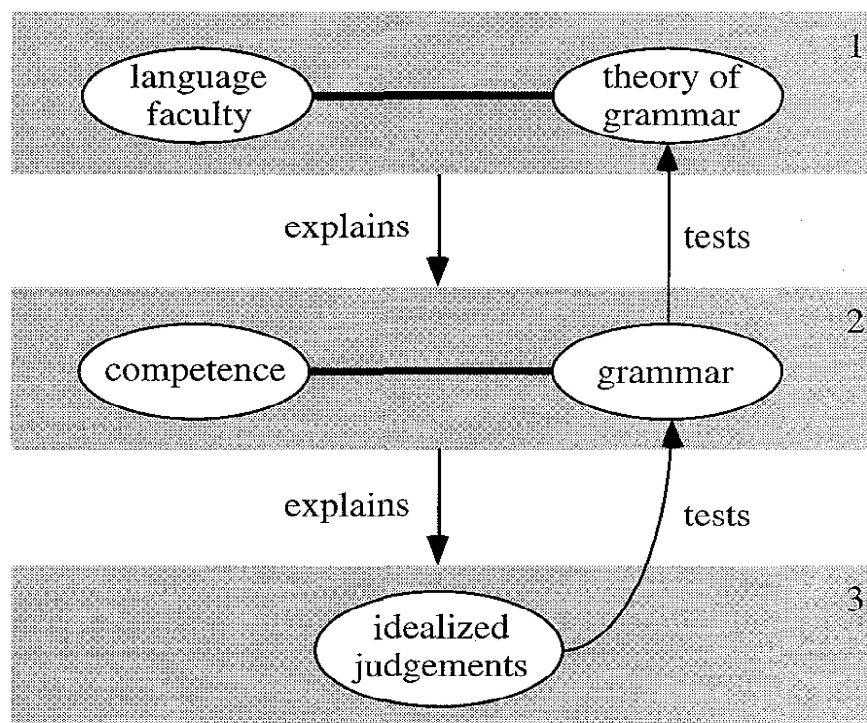 1
language
faculty
theory of
grammar
explains
tests
2
competence
grammar
explains
tests
3
idealized
judgements